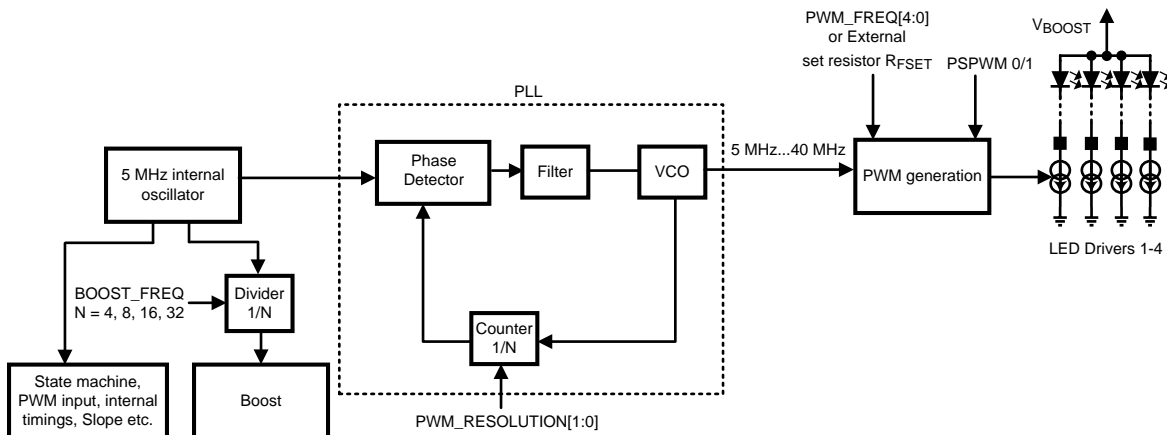 PWM_FREQ[4:0]
or External
set resistor RFSET
PSPWM 0/1
VBOOST
PLL
5 MHz internal
oscillator
Phase
Detector
Filter
VCO
5 MHz...40 MHz
PWM generation
LED Drivers 1-4
BOOST_FREQ
N = 4, 8, 16, 32
Divider
1/N
Counter
1/N
State machine,
PWM input, internal
timings, Slope etc.
Boost
PWM_RESOLUTION[1:0]